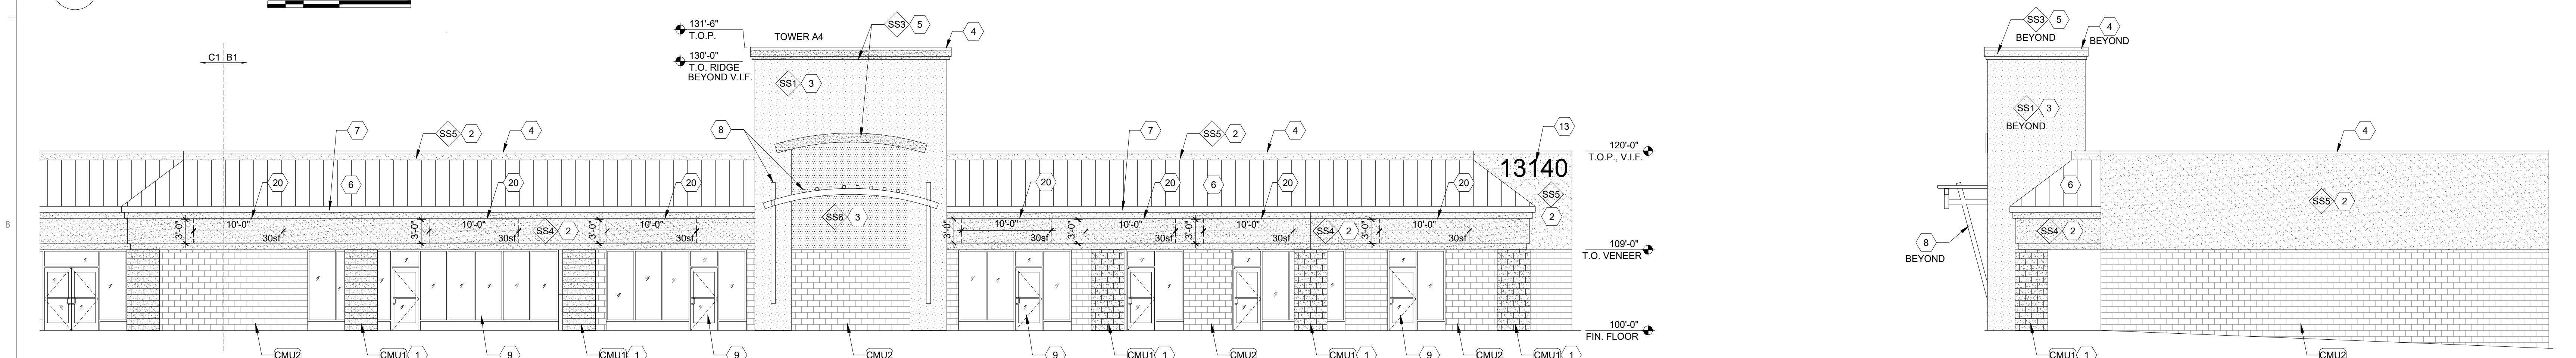 131'-6"
T.O.P.
TOWER A4
SS3 5
4
130'-0"
T.O. RIDGE
BEYOND V.I.F.
C1 B1
SS1 3
7
SS5 2
4
8
7
SS5 2
4
13
120'-0"
T.O.P., V.I.F.
13140
20
6
20
20
20
20
6
20
20
SS5
2
3'-0"
10'-0"
30sf
3'-0"
10'-0"
30sf
SS4 2
3'-0"
10'-0"
30sf
SS6 3
3'-0"
10'-0"
30sf
3'-0"
10'-0"
30sf
3'-0"
10'-0"
30sf
SS4 2
3'-0"
10'-0"
30sf
109'-0"
T.O. VENEER
100'-0"
FIN. FLOOR
CMU2
CMU1 1
9
CMU1 1
9
CMU2
9
CMU1 1
CMU2
CMU1 1
9
CMU2
CMU1 1
SS3 5
BEYOND
4
BEYOND
SS1 3
BEYOND
4
6
SS5 2
SS4 2
8
BEYOND
CMU1 1
CMU2
B